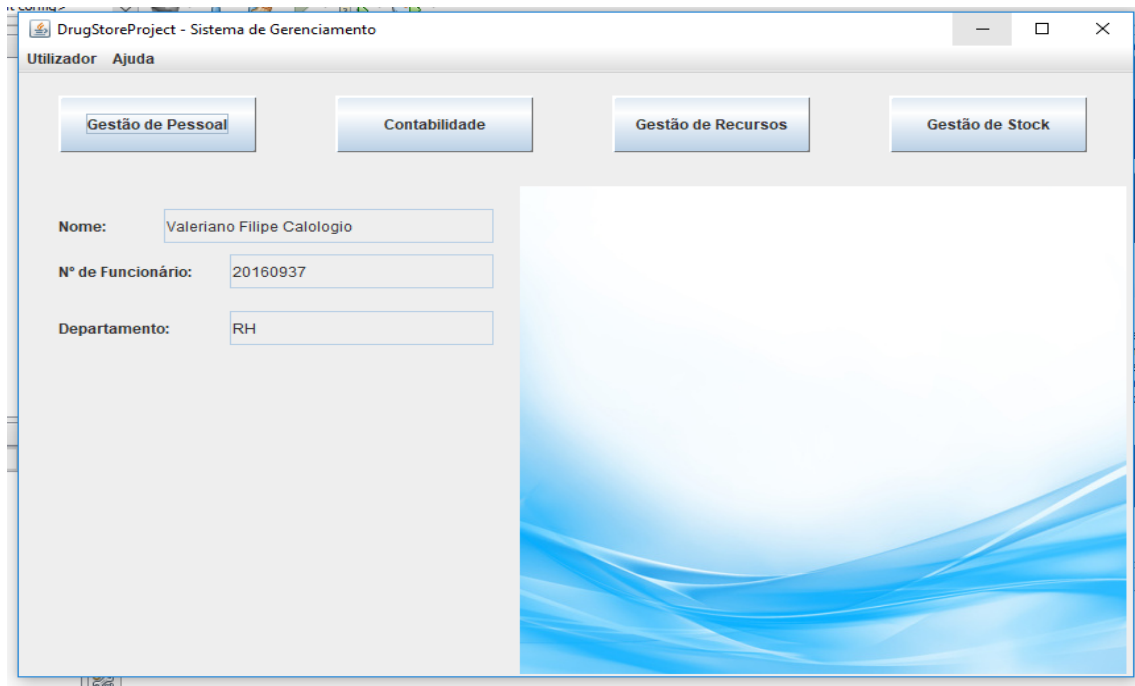 DrugStoreProject - Sistema de Gerenciamento
Utilizador Ajuda
Gestão de Pessoal Contabilidade Gestão de Recursos Gestão de Stock
Nome: Valeriano Filipe Calologio
Nº de Funcionário: 20160937
Departamento: RH